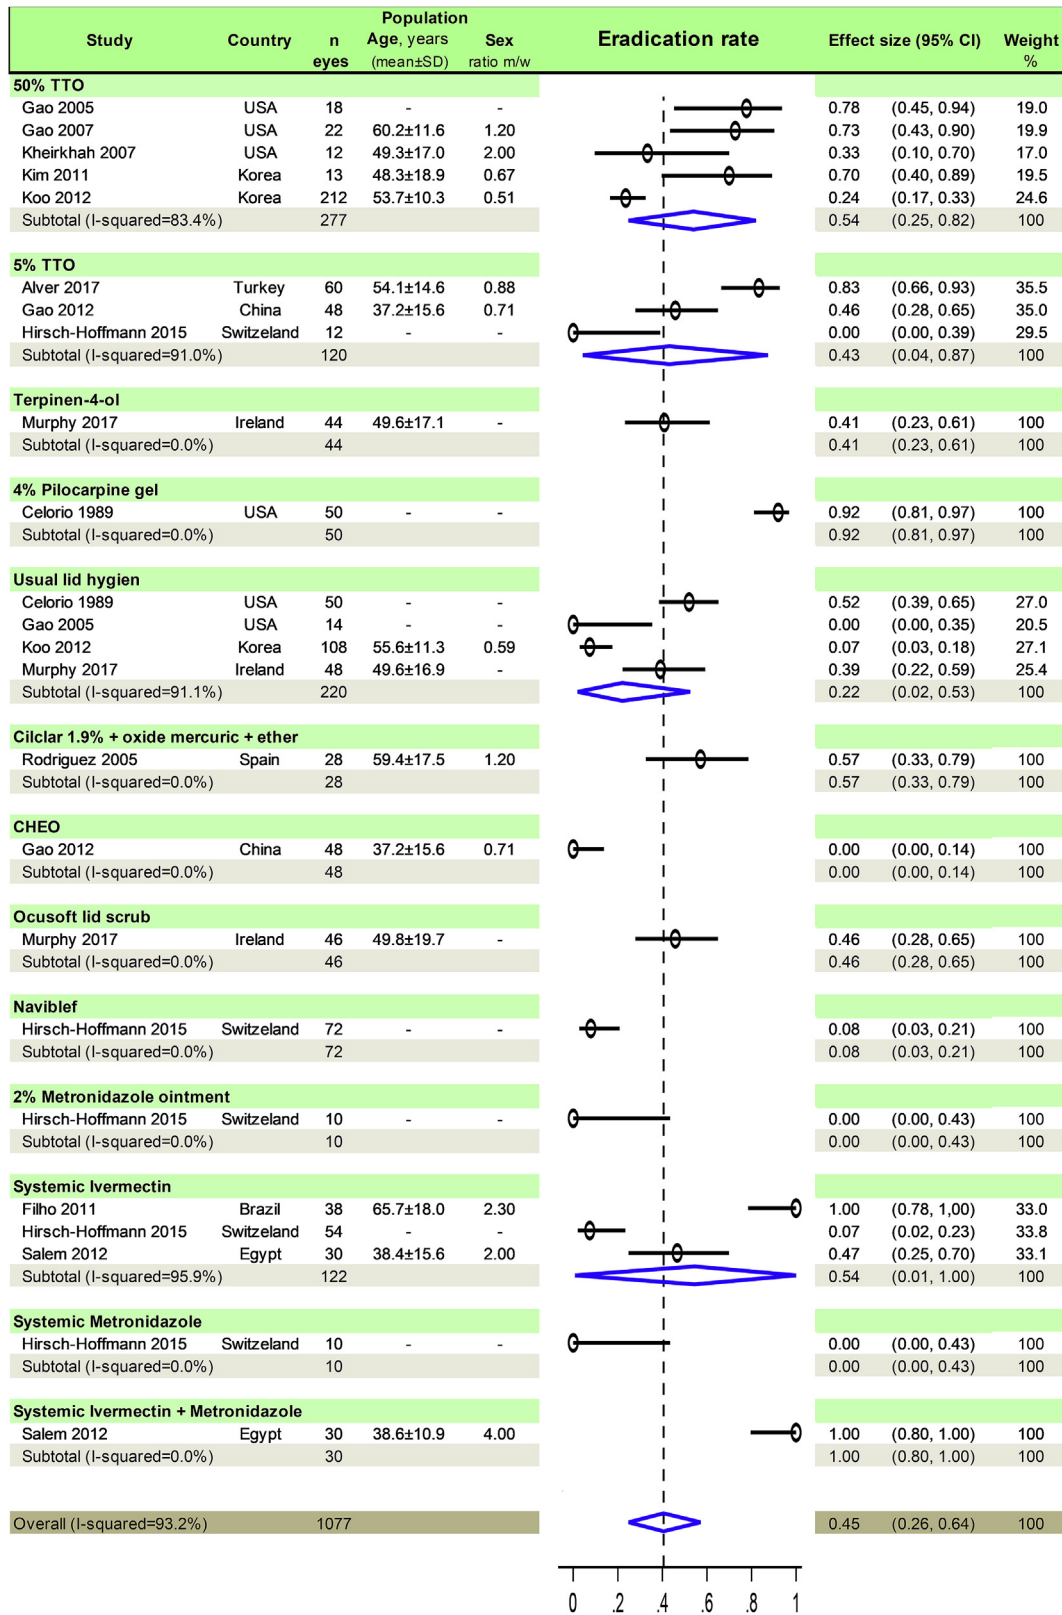 Population
Study Country n Age, years Sex Eradication rate Effect size (95% CI) Weight
eyes (mean±SD) ratio m/w %
50% TTO
Gao 2005 USA 18 - - 0.78 (0.45, 0.94) 19.0
Gao 2007 USA 22 60.2±11.6 1.20 0.73 (0.43, 0.90) 19.9
Kheirkhah 2007 USA 12 49.3±17.0 2.00 0.33 (0.10, 0.70) 17.0
Kim 2011 Korea 13 48.3±18.9 0.67 0.70 (0.40, 0.89) 19.5
Koo 2012 Korea 212 53.7±10.3 0.51 0.24 (0.17, 0.33) 24.6
Subtotal (I-squared=83.4%) 277 0.54 (0.25, 0.82) 100
5% TTO
Alver 2017 Turkey 60 54.1±14.6 0.88 0.83 (0.66, 0.93) 35.5
Gao 2012 China 48 37.2±15.6 0.71 0.46 (0.28, 0.65) 35.0
Hirsch-Hoffmann 2015 Switzeland 12 - - 0.00 (0.00, 0.39) 29.5
Subtotal (I-squared=91.0%) 120 0.43 (0.04, 0.87) 100
Terpinen-4-ol
Murphy 2017 Ireland 44 49.6±17.1 - 0.41 (0.23, 0.61) 100
Subtotal (I-squared=0.0%) 44 0.41 (0.23, 0.61) 100
4% Pilocarpine gel
Celorio 1989 USA 50 - - 0.92 (0.81, 0.97) 100
Subtotal (I-squared=0.0%) 50 0.92 (0.81, 0.97) 100
Usual lid hygien
Celorio 1989 USA 50 - - 0.52 (0.39, 0.65) 27.0
Gao 2005 USA 14 - - 0.00 (0.00, 0.35) 20.5
Koo 2012 Korea 108 55.6±11.3 0.59 0.07 (0.03, 0.18) 27.1
Murphy 2017 Ireland 48 49.6±16.9 - 0.39 (0.22, 0.59) 25.4
Subtotal (I-squared=91.1%) 220 0.22 (0.02, 0.53) 100
Cilclar 1.9% + oxide mercuric + ether
Rodriguez 2005 Spain 28 59.4±17.5 1.20 0.57 (0.33, 0.79) 100
Subtotal (I-squared=0.0%) 28 0.57 (0.33, 0.79) 100
CHEO
Gao 2012 China 48 37.2±15.6 0.71 0.00 (0.00, 0.14) 100
Subtotal (I-squared=0.0%) 48 0.00 (0.00, 0.14) 100
Ocusoft lid scrub
Murphy 2017 Ireland 46 49.8±19.7 - 0.46 (0.28, 0.65) 100
Subtotal (I-squared=0.0%) 46 0.46 (0.28, 0.65) 100
Naviblef
Hirsch-Hoffmann 2015 Switzeland 72 - - 0.08 (0.03, 0.21) 100
Subtotal (I-squared=0.0%) 72 0.08 (0.03, 0.21) 100
2% Metronidazole ointment
Hirsch-Hoffmann 2015 Switzeland 10 - - 0.00 (0.00, 0.43) 100
Subtotal (I-squared=0.0%) 10 0.00 (0.00, 0.43) 100
Systemic Ivermectin
Filho 2011 Brazil 38 65.7±18.0 2.30 1.00 (0.78, 1,00) 33.0
Hirsch-Hoffmann 2015 Switzeland 54 - - 0.07 (0.02, 0.23) 33.8
Salem 2012 Egypt 30 38.4±15.6 2.00 0.47 (0.25, 0.70) 33.1
Subtotal (I-squared=95.9%) 122 0.54 (0.01, 1.00) 100
Systemic Metronidazole
Hirsch-Hoffmann 2015 Switzeland 10 - - 0.00 (0.00, 0.43) 100
Subtotal (I-squared=0.0%) 10 0.00 (0.00, 0.43) 100
Systemic Ivermectin + Metronidazole
Salem 2012 Egypt 30 38.6±10.9 4.00 1.00 (0.80, 1.00) 100
Subtotal (I-squared=0.0%) 30 1.00 (0.80, 1.00) 100
Overall (I-squared=93.2%) 1077 0.45 (0.26, 0.64) 100
0 .2 .4 .6 .8 1